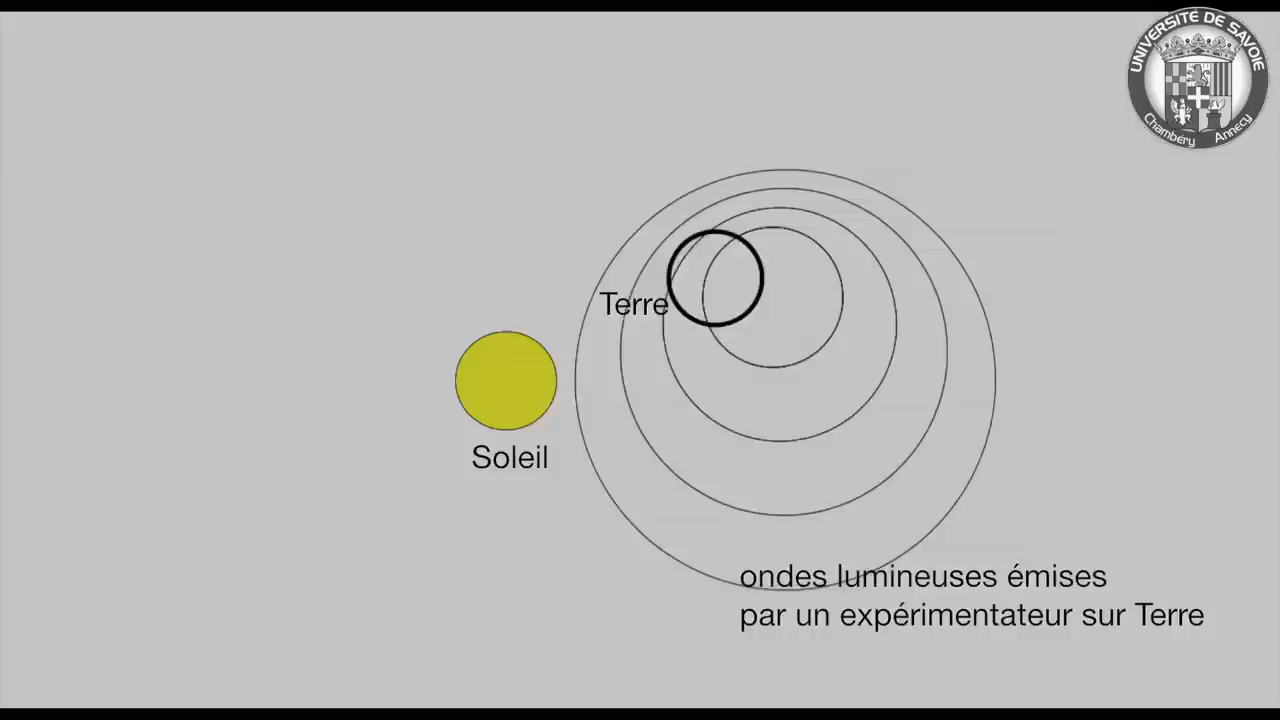 UNIVERSITÉ DE SAVOIE
Chambéry Annecy
Terre
Soleil
ondes lumineuses émises
par un expérimentateur sur Terre